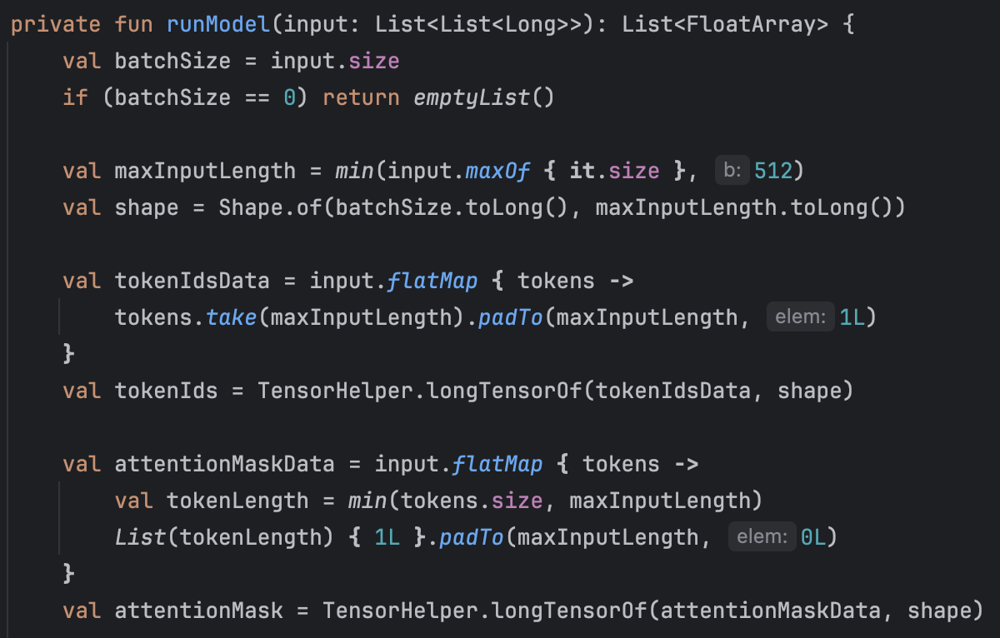 private fun runModel(input: List<List<Long>>): List<FloatArray> {
    val batchSize = input.size
    if (batchSize == 0) return emptyList()

    val maxInputLength = min(input.maxOf { it.size }, b: 512)
    val shape = Shape.of(batchSize.toLong(), maxInputLength.toLong())

    val tokenIdsData = input.flatMap { tokens ->
        tokens.take(maxInputLength).padTo(maxInputLength, elem: 1L)
    }
    val tokenIds = TensorHelper.longTensorOf(tokenIdsData, shape)

    val attentionMaskData = input.flatMap { tokens ->
        val tokenLength = min(tokens.size, maxInputLength)
        List(tokenLength) { 1L }.padTo(maxInputLength, elem: 0L)
    }
    val attentionMask = TensorHelper.longTensorOf(attentionMaskData, shape)